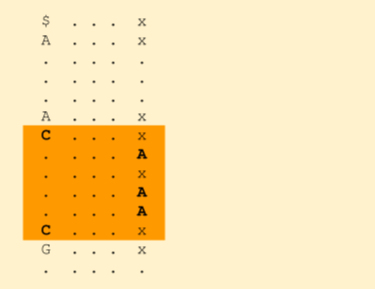 $ . . . x
A . . . x
. . . . .
. . . . .
. . . . .
A . . . x
C . . . x
. . . . A
. . . . x
. . . . A
. . . . A
C . . . x
G . . . x
. . . . .